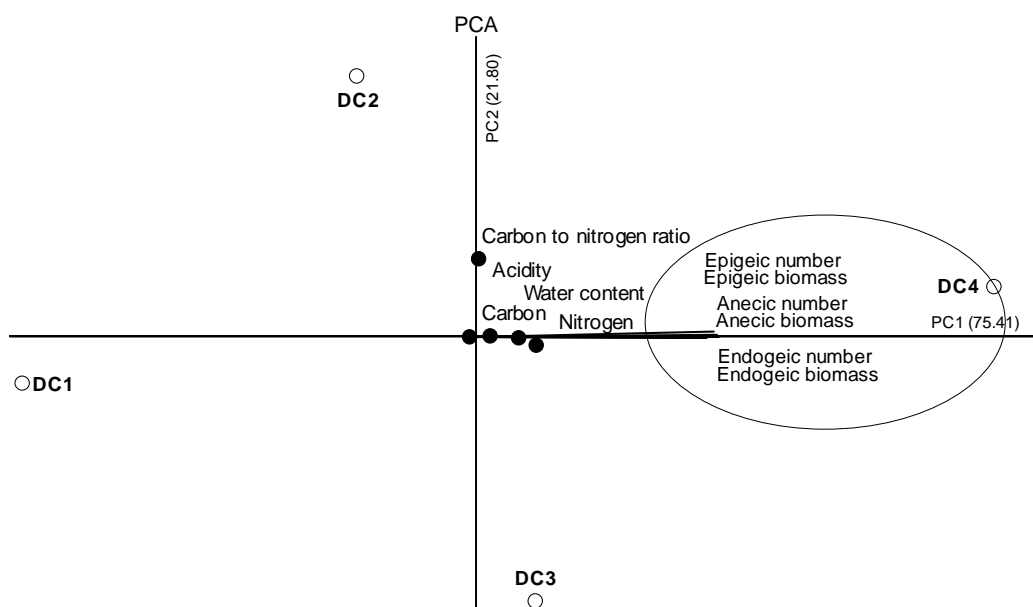 PCA
PC2 (21.80)
DC2
Carbon to nitrogen ratio
Acidity
Water content
Carbon
Nitrogen
Epigeic number
Epigeic biomass
Anecic number
Anecic biomass
DC4
PC1 (75.41)
Endogeic number
Endogeic biomass
DC1
DC3